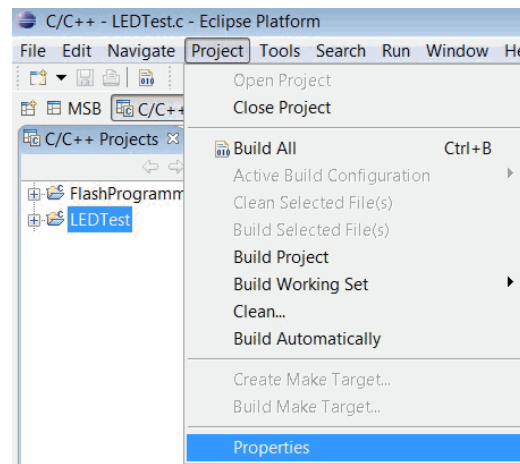 C/C++ - LEDTest.c - Eclipse Platform
File Edit Navigate Project Tools Search Run Window He
MSB C/C++
C/C++ Projects
FlashProgramm
LEDTest
Open Project
Close Project
Build All Ctrl+B
Active Build Configuration
Clean Selected File(s)
Build Selected File(s)
Build Project
Build Working Set
Clean...
Build Automatically
Create Make Target...
Build Make Target...
Properties